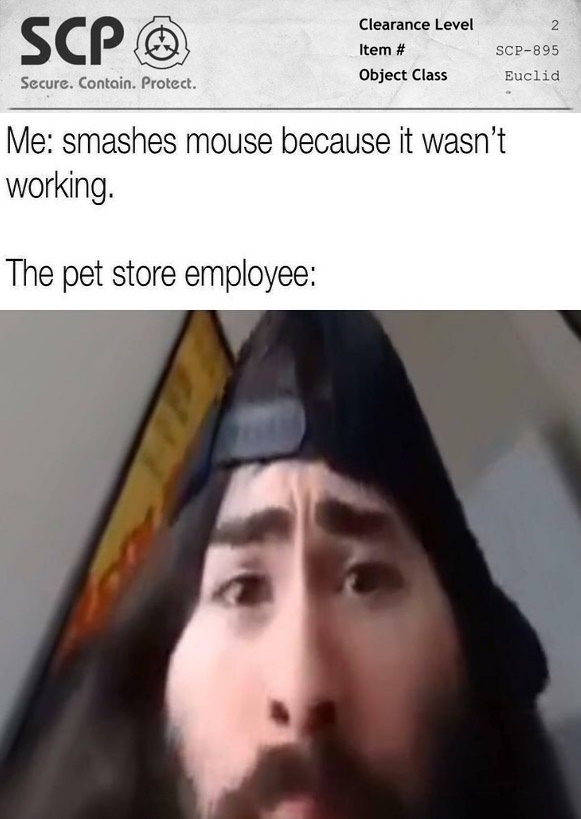 SCP
Secure. Contain. Protect.
Clearance Level 2
Item # SCP-895
Object Class Euclid
Me: smashes mouse because it wasn't
working.
The pet store employee: